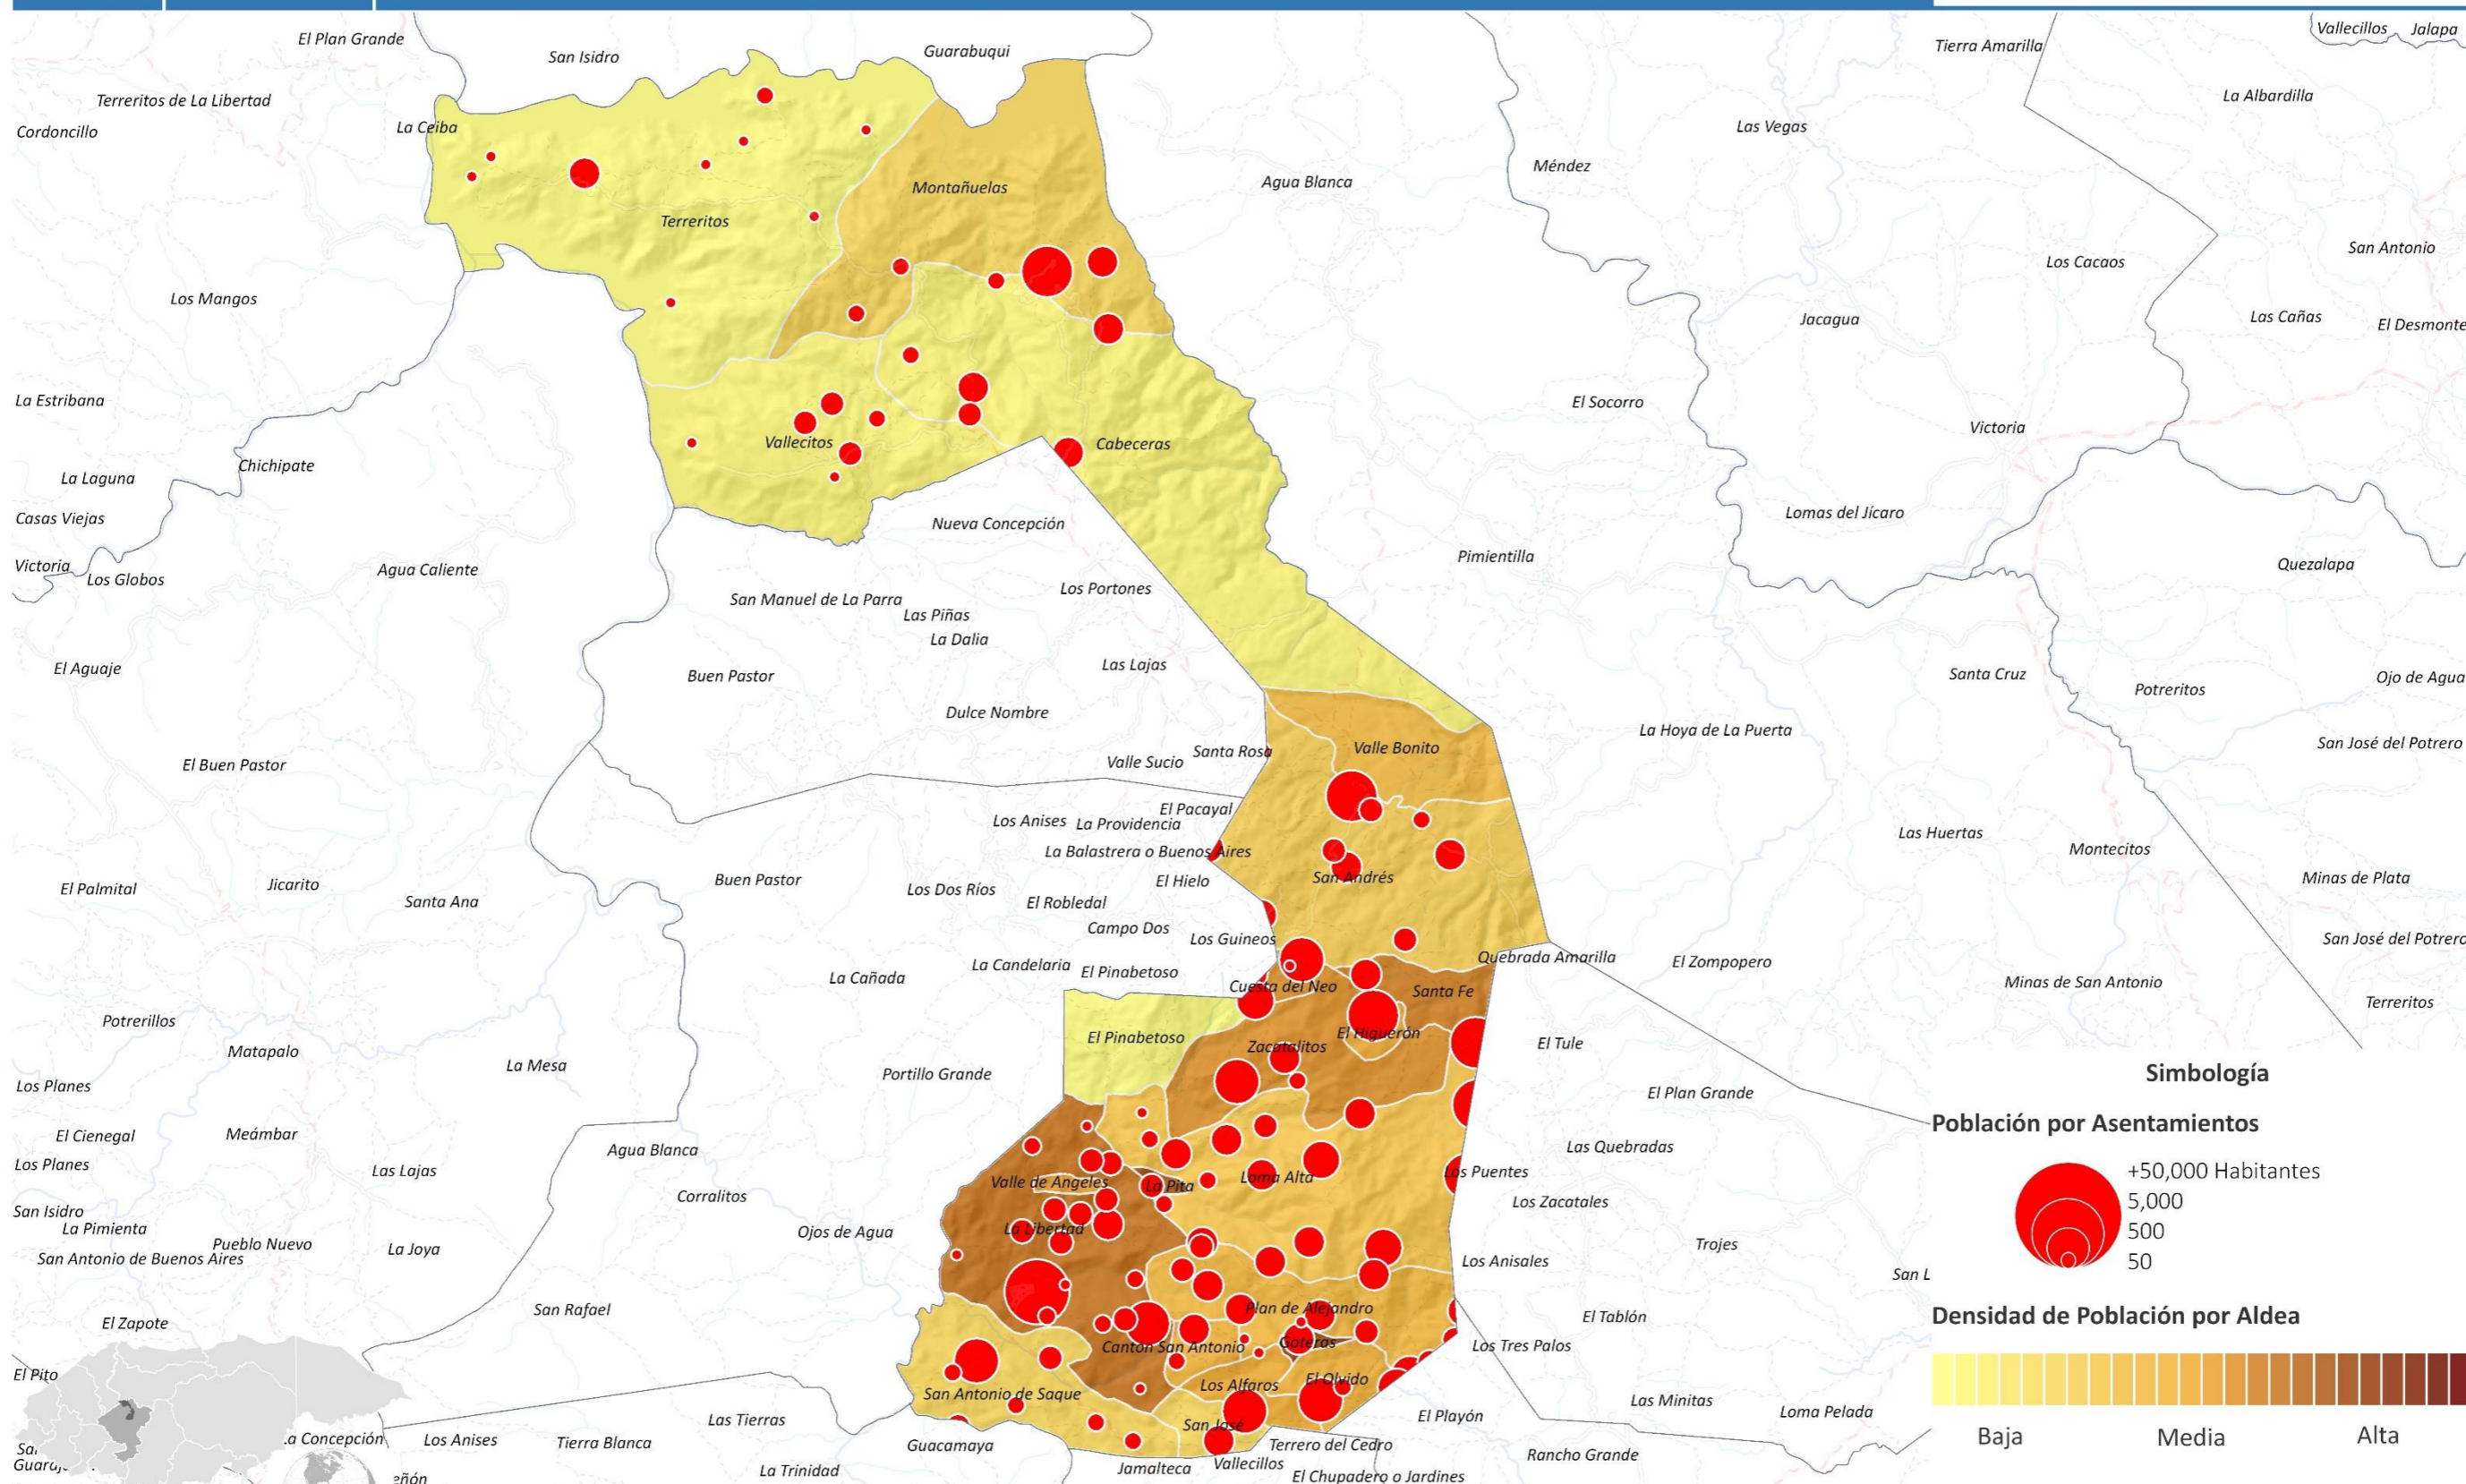 El Plan Grande
San Isidro
Guarabuqui
Tierra Amarilla
Vallecillos
Jalapa
Terreritos de La Libertad
La Albardilla
Cordoncillo
La Ceiba
Las Vegas
Méndez
Agua Blanca
Montañuelas
Terreritos
San Antonio
Los Cacaos
Los Mangos
Las Cañas
Jacagua
El Desmonte
La Estribana
El Socorro
Victoria
Vallecitos
Cabeceras
Chichipate
La Laguna
Casas Viejas
Lomas del Jícaro
Nueva Concepción
Pimientilla
Victoria
Los Globos
Agua Caliente
Quezalapa
Los Portones
San Manuel de La Parra
Las Piñas
La Dalia
El Aguaje
Las Lajas
Buen Pastor
Santa Cruz
Ojo de Agua
Potreritos
Dulce Nombre
La Hoya de La Puerta
San José del Potrero
Valle Bonito
Santa Rosa
Valle Sucio
El Buen Pastor
El Pacayal
Los Anises
La Providencia
Las Huertas
La Balastrera o Buenos Aires
Montecitos
San Andrés
Minas de Plata
El Hielo
Buen Pastor
El Palmital
Jicarito
Los Dos Ríos
Santa Ana
El Robledal
Campo Dos
Los Guineos
San José del Potrero
Quebrada Amarilla
El Zompopero
La Candelaria
El Pinabetoso
La Cañada
Minas de San Antonio
Cuesta del Neo
Santa Fe
Terreritos
Potrerillos
El Higuerón
El Pinabetoso
Zacatalitos
El Tule
Matapalo
La Mesa
Portillo Grande
Simbología
Los Planes
El Plan Grande
Población por Asentamientos
El Cienegal
Meámbar
Agua Blanca
Las Quebradas
Los Planes
Las Lajas
Los Puentes
+50,000 Habitantes
Loma Alta
Valle de Angeles
La Pita
Corralitos
Los Zacatales
5,000
San Isidro
La Pimienta
La Libertad
Ojos de Agua
500
Pueblo Nuevo
La Joya
Trojes
San Antonio de Buenos Aires
Los Anisales
50
San L
San Rafael
Plan de Alejandro
El Tablón
Densidad de Población por Aldea
El Zapote
Goteras
Cantón San Antonio
Los Tres Palos
El Pito
El Olvido
Los Alfaros
San Antonio de Saque
Las Minitas
Loma Pelada
Las Tierras
San José
El Playón
Baja
Media
Alta
La Concepción
Los Anises
Tierra Blanca
Guacamaya
Terrero del Cedro
Rancho Grande
Vallecillos
La Trinidad
Jamalteca
El Chupadero o Jardines